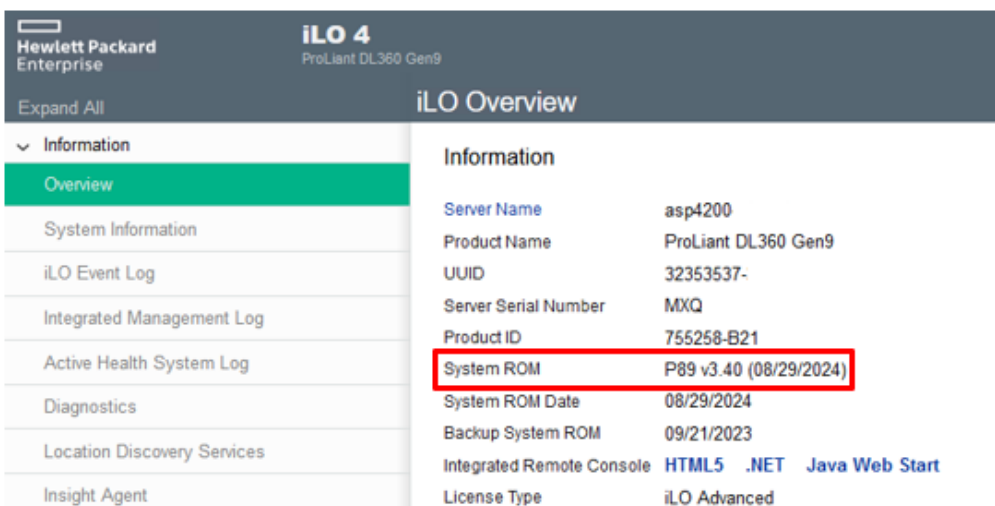 Hewlett Packard
Enterprise
iLO 4
ProLiant DL360 Gen9
Expand All
iLO Overview
Information
Overview
System Information
iLO Event Log
Integrated Management Log
Active Health System Log
Diagnostics
Location Discovery Services
Insight Agent
Information
Server Name asp4200
Product Name ProLiant DL360 Gen9
UUID 32353537-
Server Serial Number MXQ
Product ID 755258-B21
System ROM P89 v3.40 (08/29/2024)
System ROM Date 08/29/2024
Backup System ROM 09/21/2023
Integrated Remote Console HTML5 .NET Java Web Start
License Type iLO Advanced